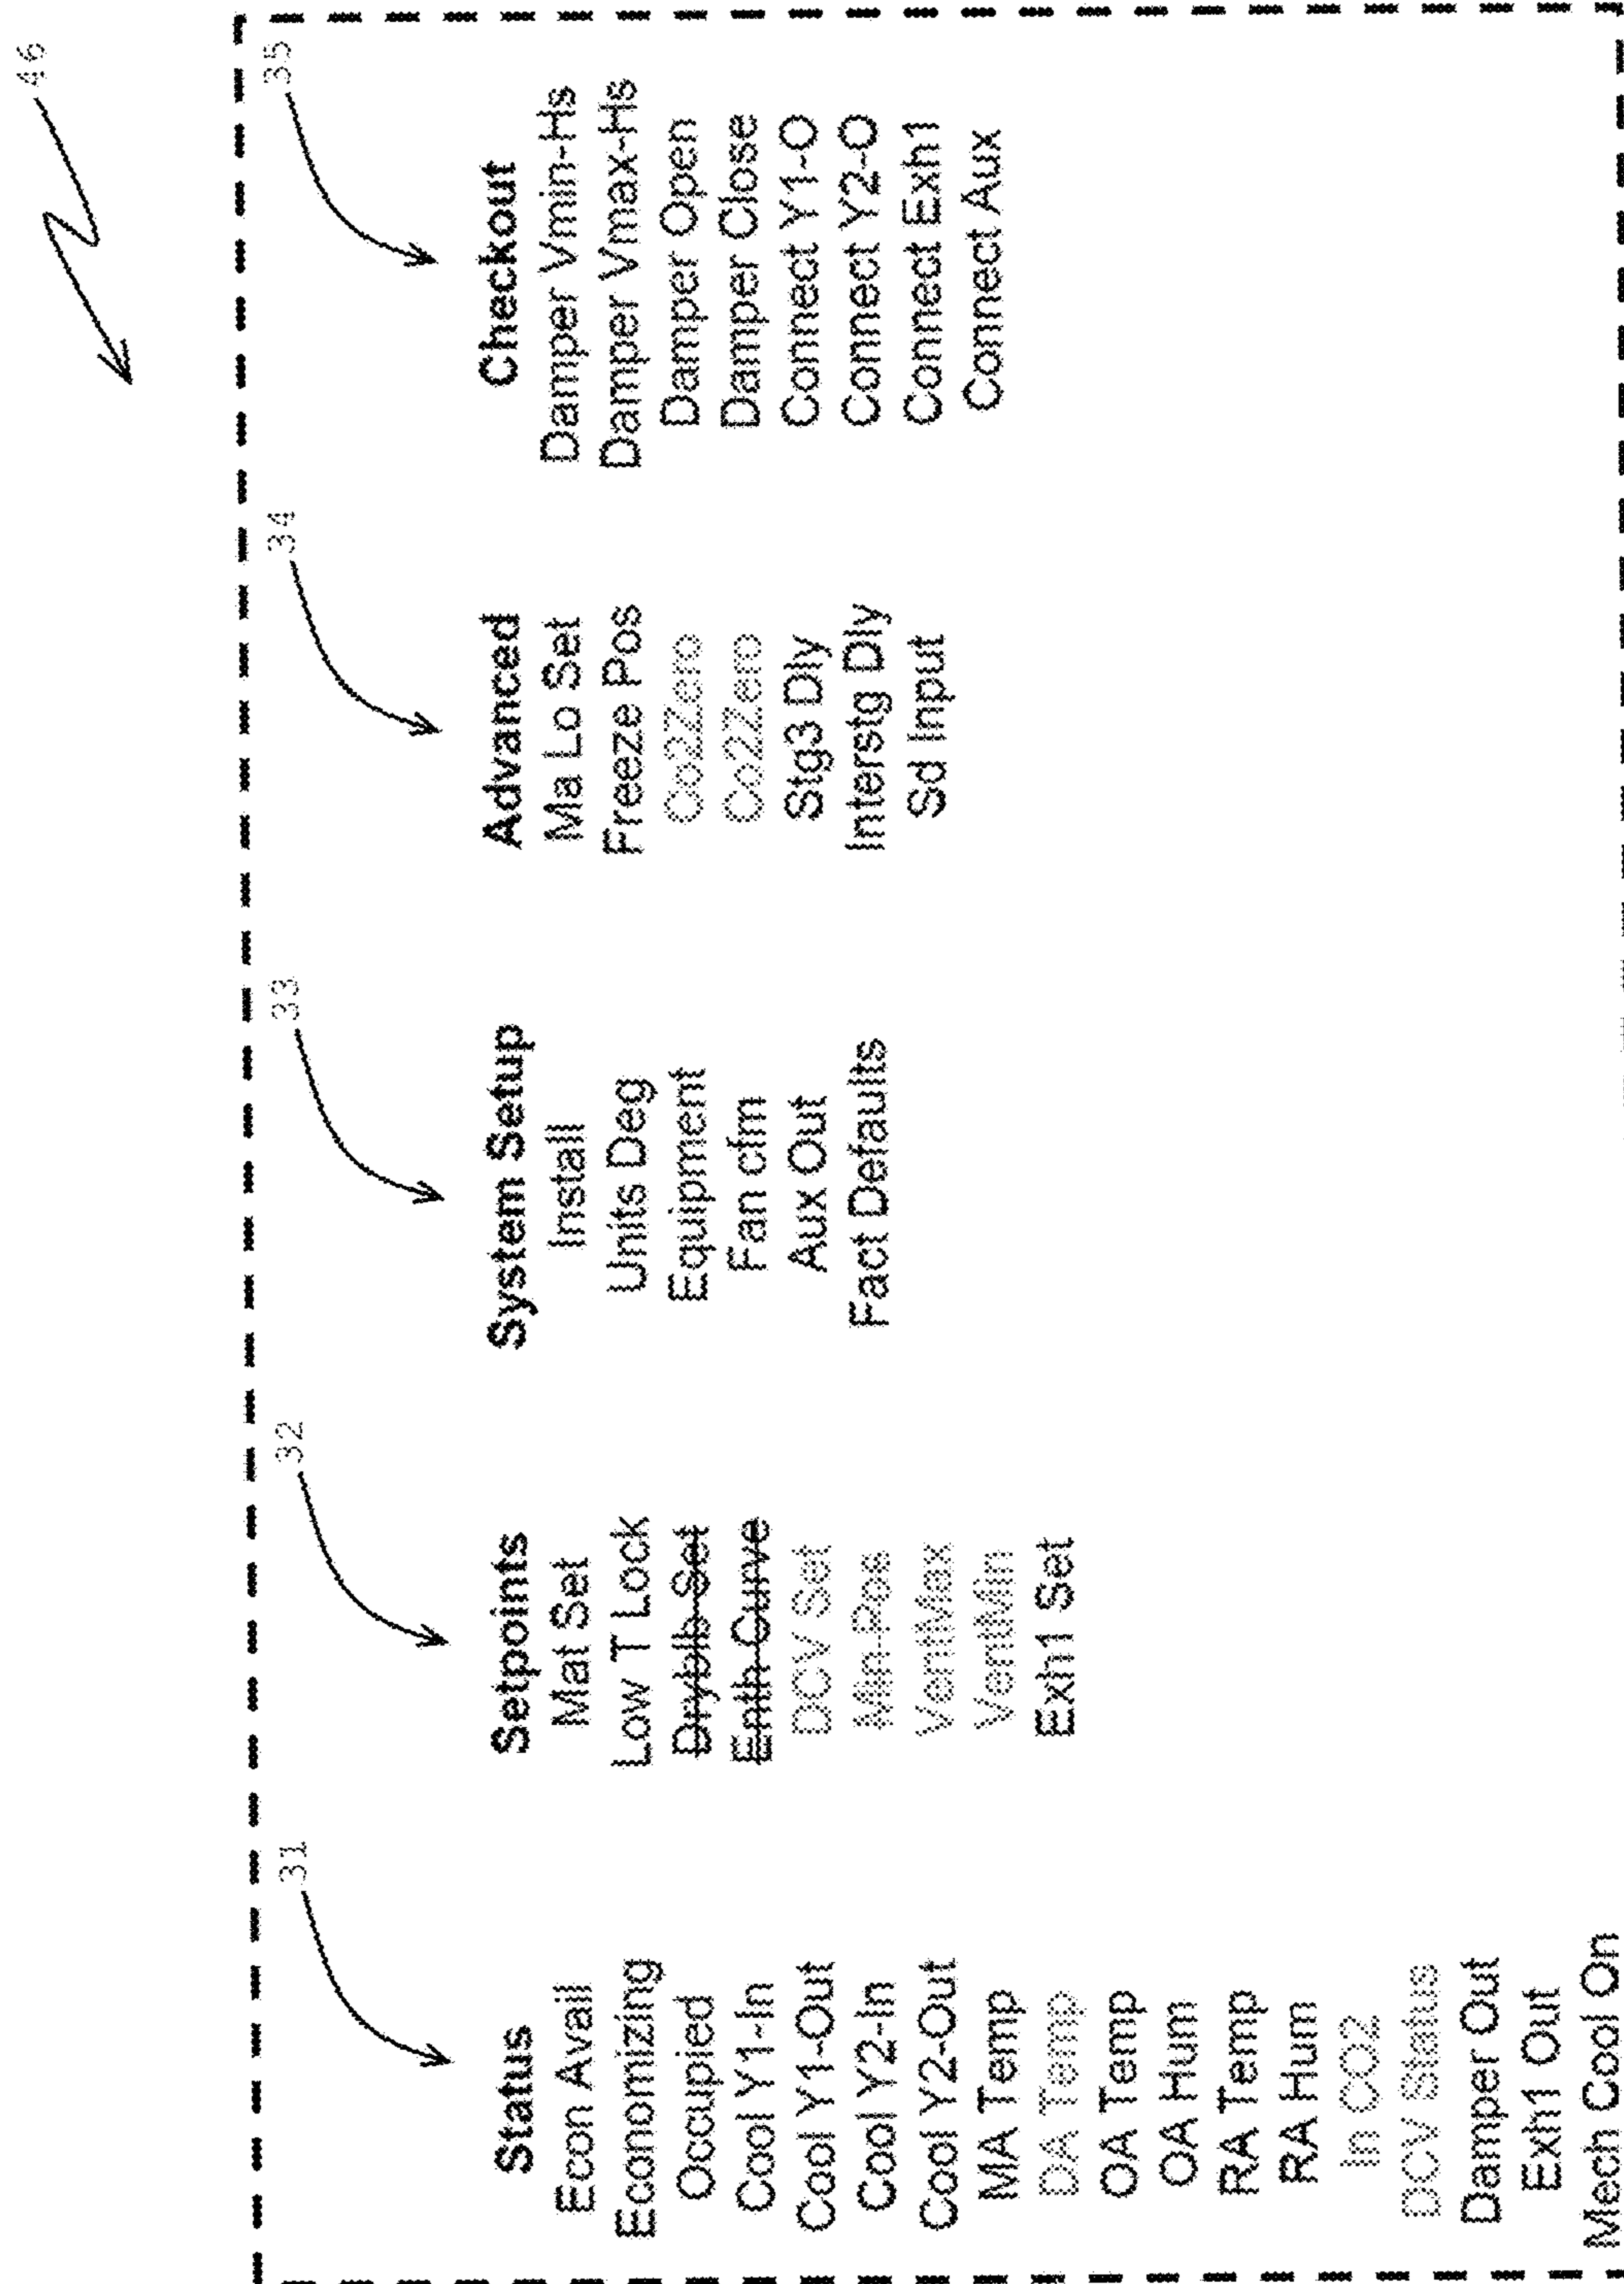 46
31
Status
Econ Avail
Economizing
Occupied
Cool Y1-In
Cool Y1-Out
Cool Y2-In
Cool Y2-Out
MA Temp
DA Temp
OA Temp
OA Hum
RA Temp
RA Hum
In CO2
DCV Status
Damper Out
Exh1 Out
Mech Cool On
32
Setpoints
Mat Set
Low T Lock
Dryblb Set
Enth Curve
DCV Set
Min-Pos
VentMax
VentMin
Exh1 Set
33
System Setup
Install
Units Deg
Equipment
Fan cfm
Aux Out
Fact Defaults
34
Advanced
Ma Lo Set
Freeze Pos
Co2Zero
Co2Zero
Stg3 Dly
Interstg Dly
Sd Input
35
Checkout
Damper Vmin-Hs
Damper Vmax-Hs
Damper Open
Damper Close
Connect Y1-O
Connect Y2-O
Connect Exh1
Connect Aux